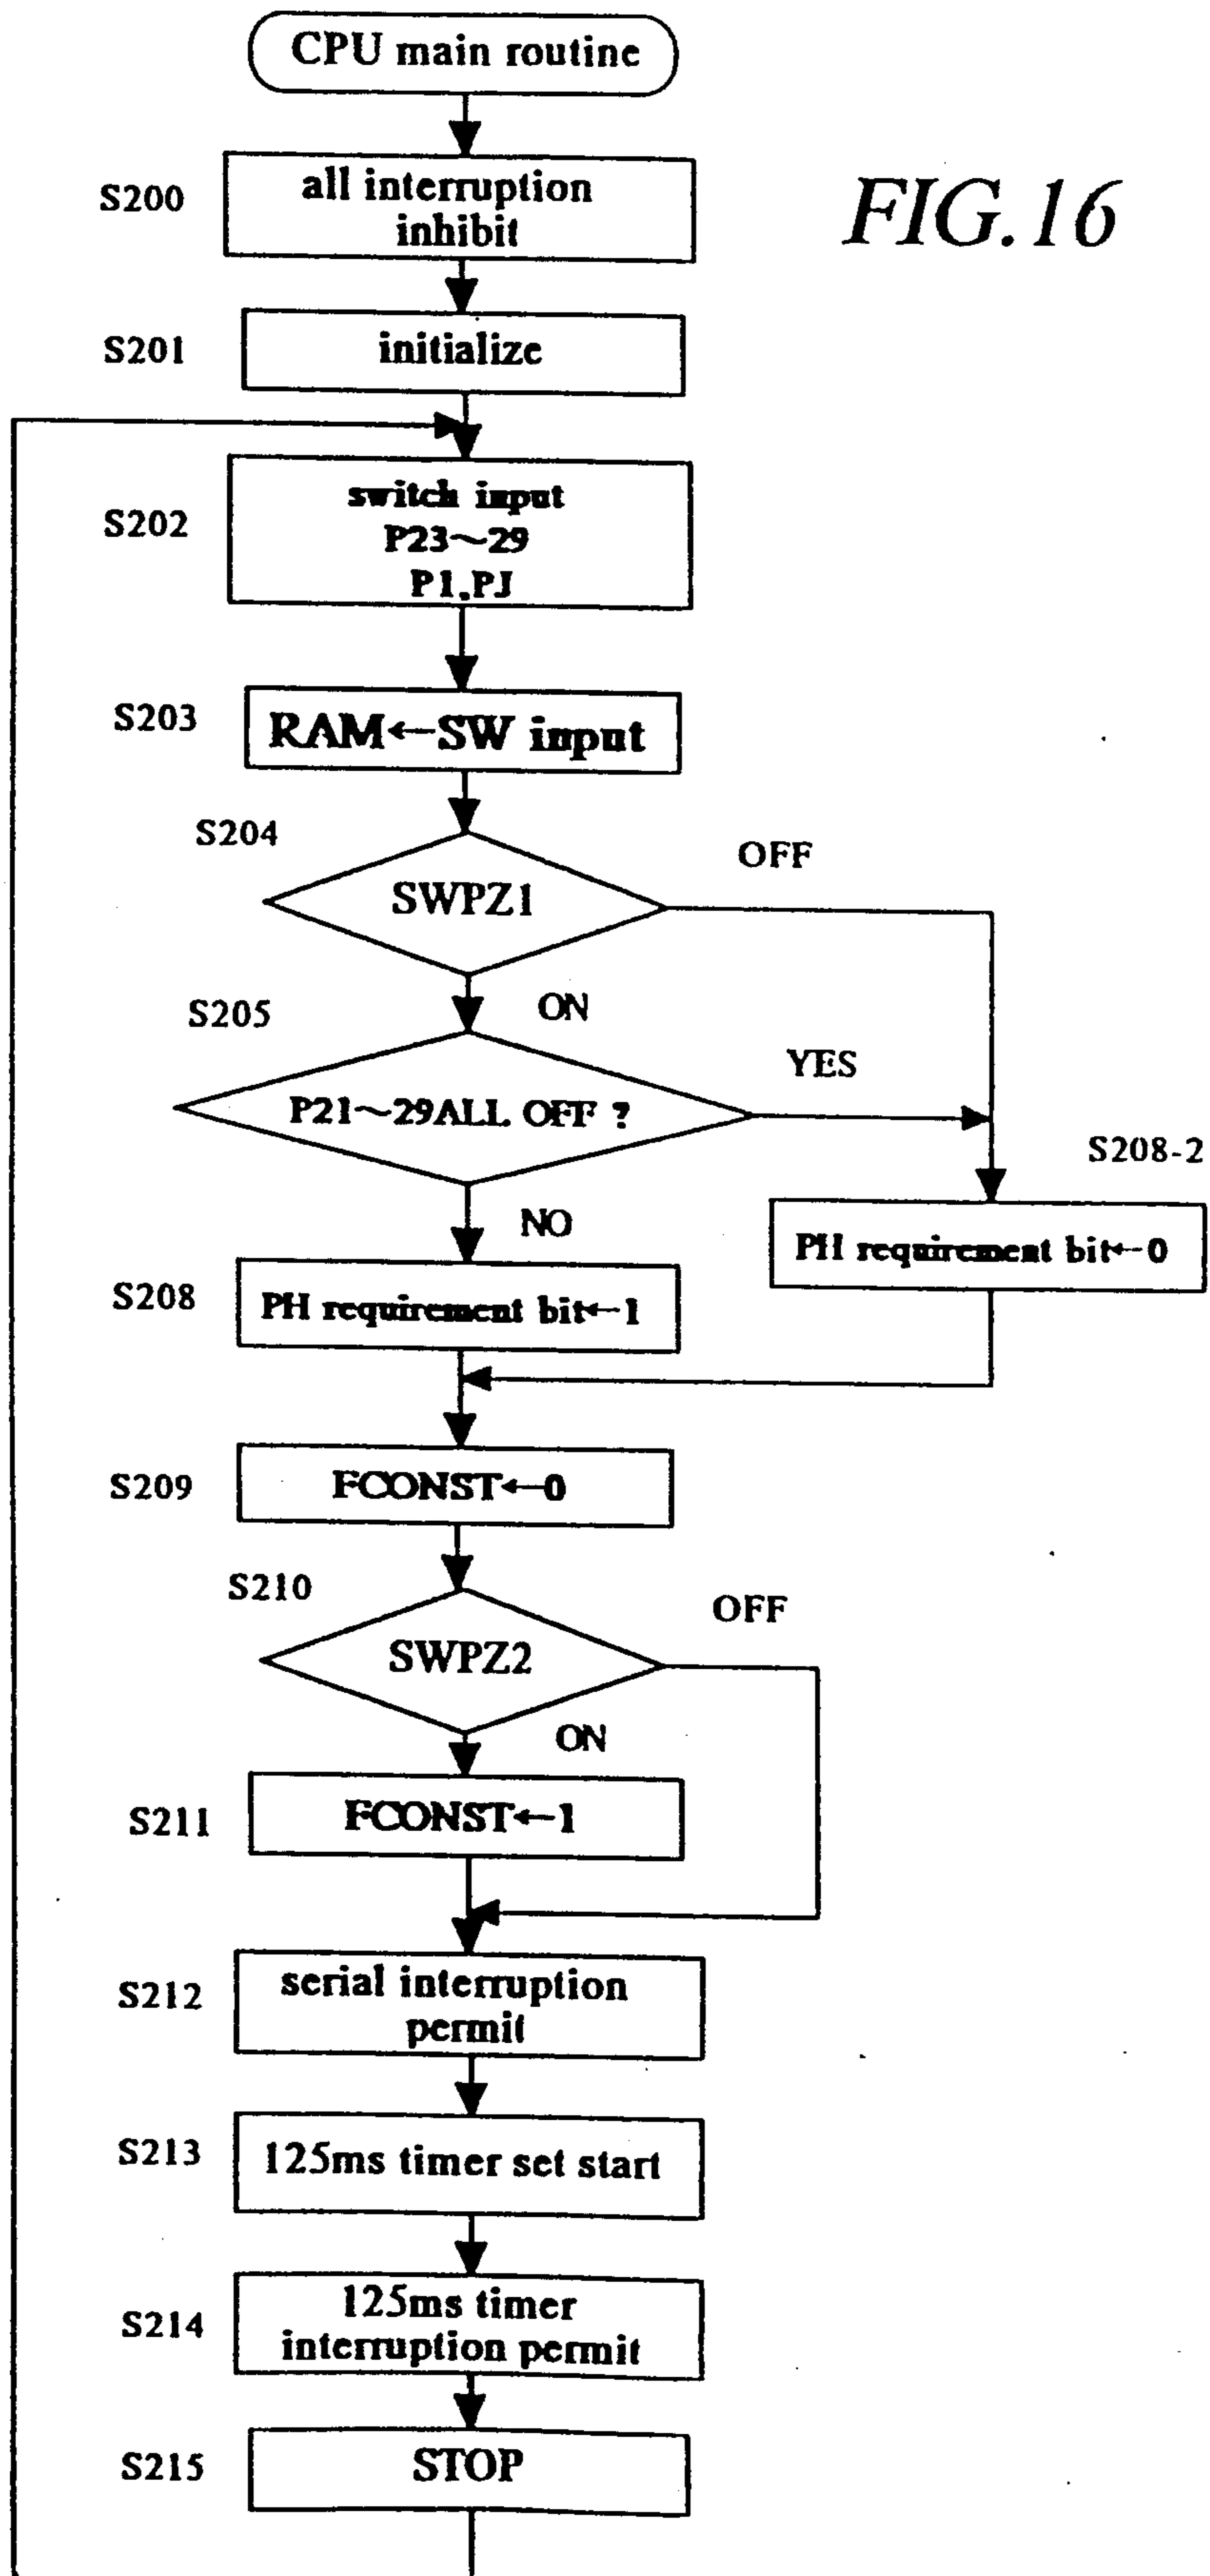 CPU main routine
FIG.16
S200
all interruption
inhibit
S201
initialize
S202
switch input
P23~29
P1,PJ
S203
RAM←SW input
S204
SWPZ1
OFF
ON
S205
P21~29ALL OFF ?
YES
NO
S208-2
PH requirement bit←0
S208
PH requirement bit←1
S209
FCONST←0
S210
SWPZ2
OFF
ON
S211
FCONST←1
S212
serial interruption
permit
S213
125ms timer set start
S214
125ms timer
interruption permit
S215
STOP